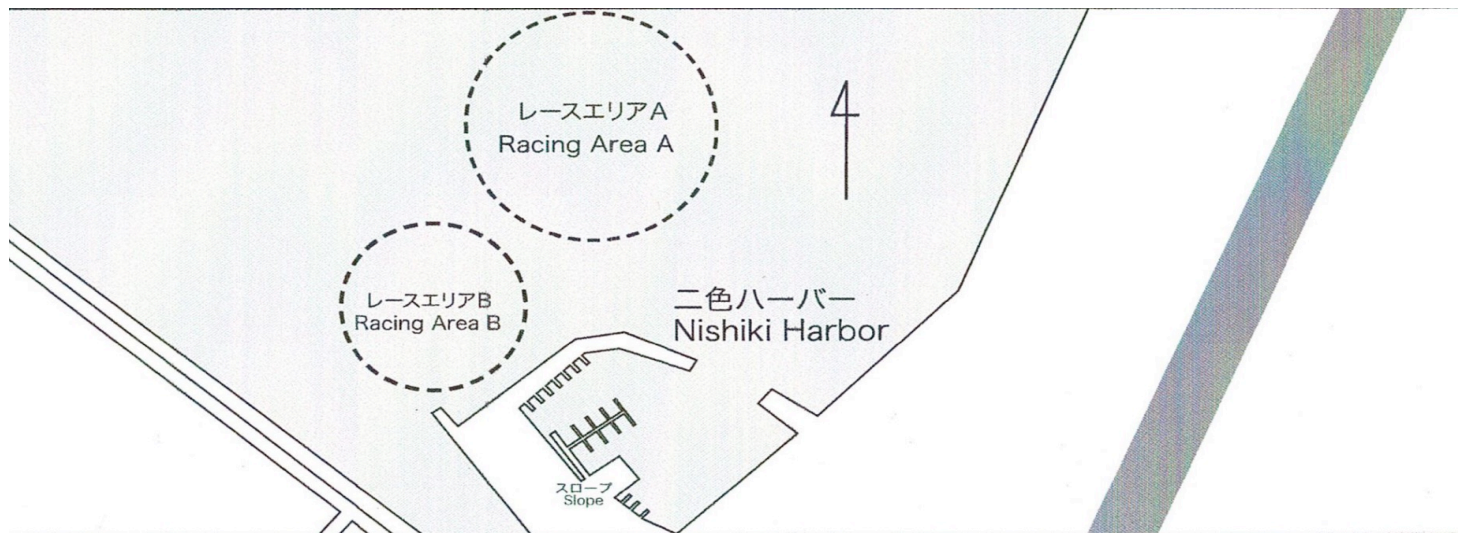 レースエリアA
Racing Area A
レースエリアB
Racing Area B
二色ハーバー
Nishiki Harbor
スロープ
Slope